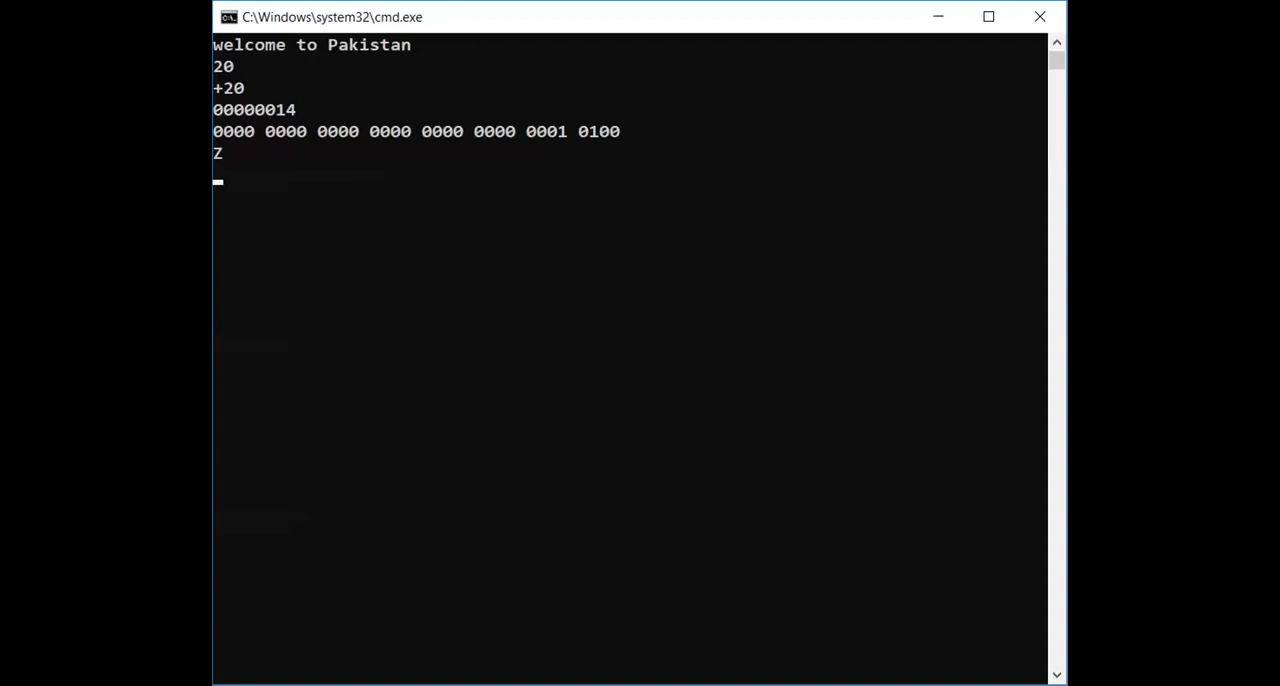 C:\Windows\system32\cmd.exe
welcome to Pakistan
20
+20
00000014
0000 0000 0000 0000 0000 0000 0001 0100
Z